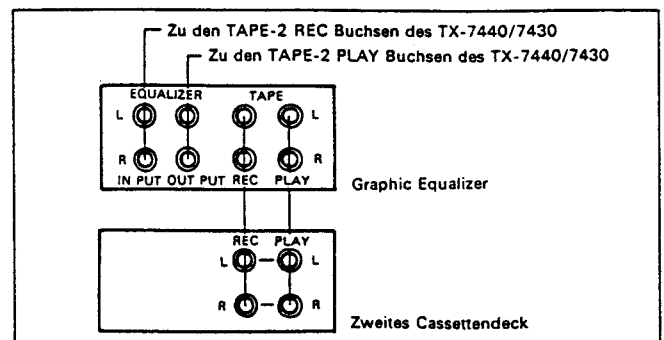 Zu den TAPE-2 REC Buchsen des TX-7440/7430
Zu den TAPE-2 PLAY Buchsen des TX-7440/7430
EQUALIZER TAPE
L L
R R
IN PUT OUT PUT REC PLAY
Graphic Equalizer
REC PLAY
L L
R R
Zweites Cassettendeck